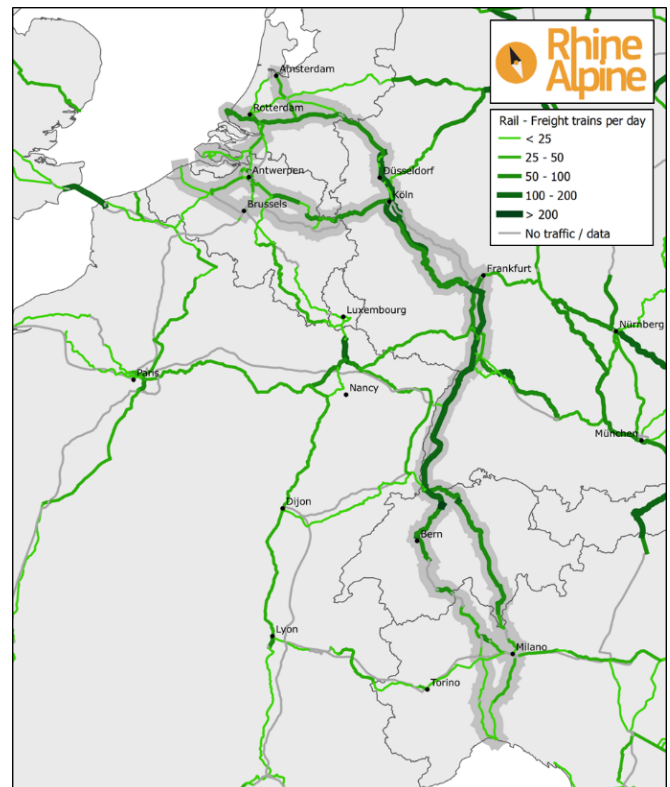 Rhine
Alpine
Rail - Freight trains per day
< 25
25 - 50
50 - 100
100 - 200
> 200
No traffic / data
Amsterdam
Rotterdam
Antwerpen
Düsseldorf
Köln
Brussels
Frankfurt
Luxembourg
Nürnberg
Paris
Nancy
München
Dijon
Bern
Lyon
Milano
Torino